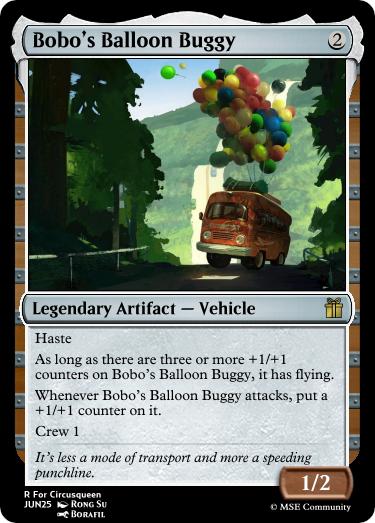 Bobo's Balloon Buggy 2
Legendary Artifact — Vehicle
Haste
As long as there are three or more +1/+1
counters on Bobo's Balloon Buggy, it has flying.
Whenever Bobo's Balloon Buggy attacks, put a
+1/+1 counter on it.
Crew 1
It's less a mode of transport and more a speeding
punchline.
1/2
R For Circusqueen
JUN25 Rong Su
Borafil
© MSE Community